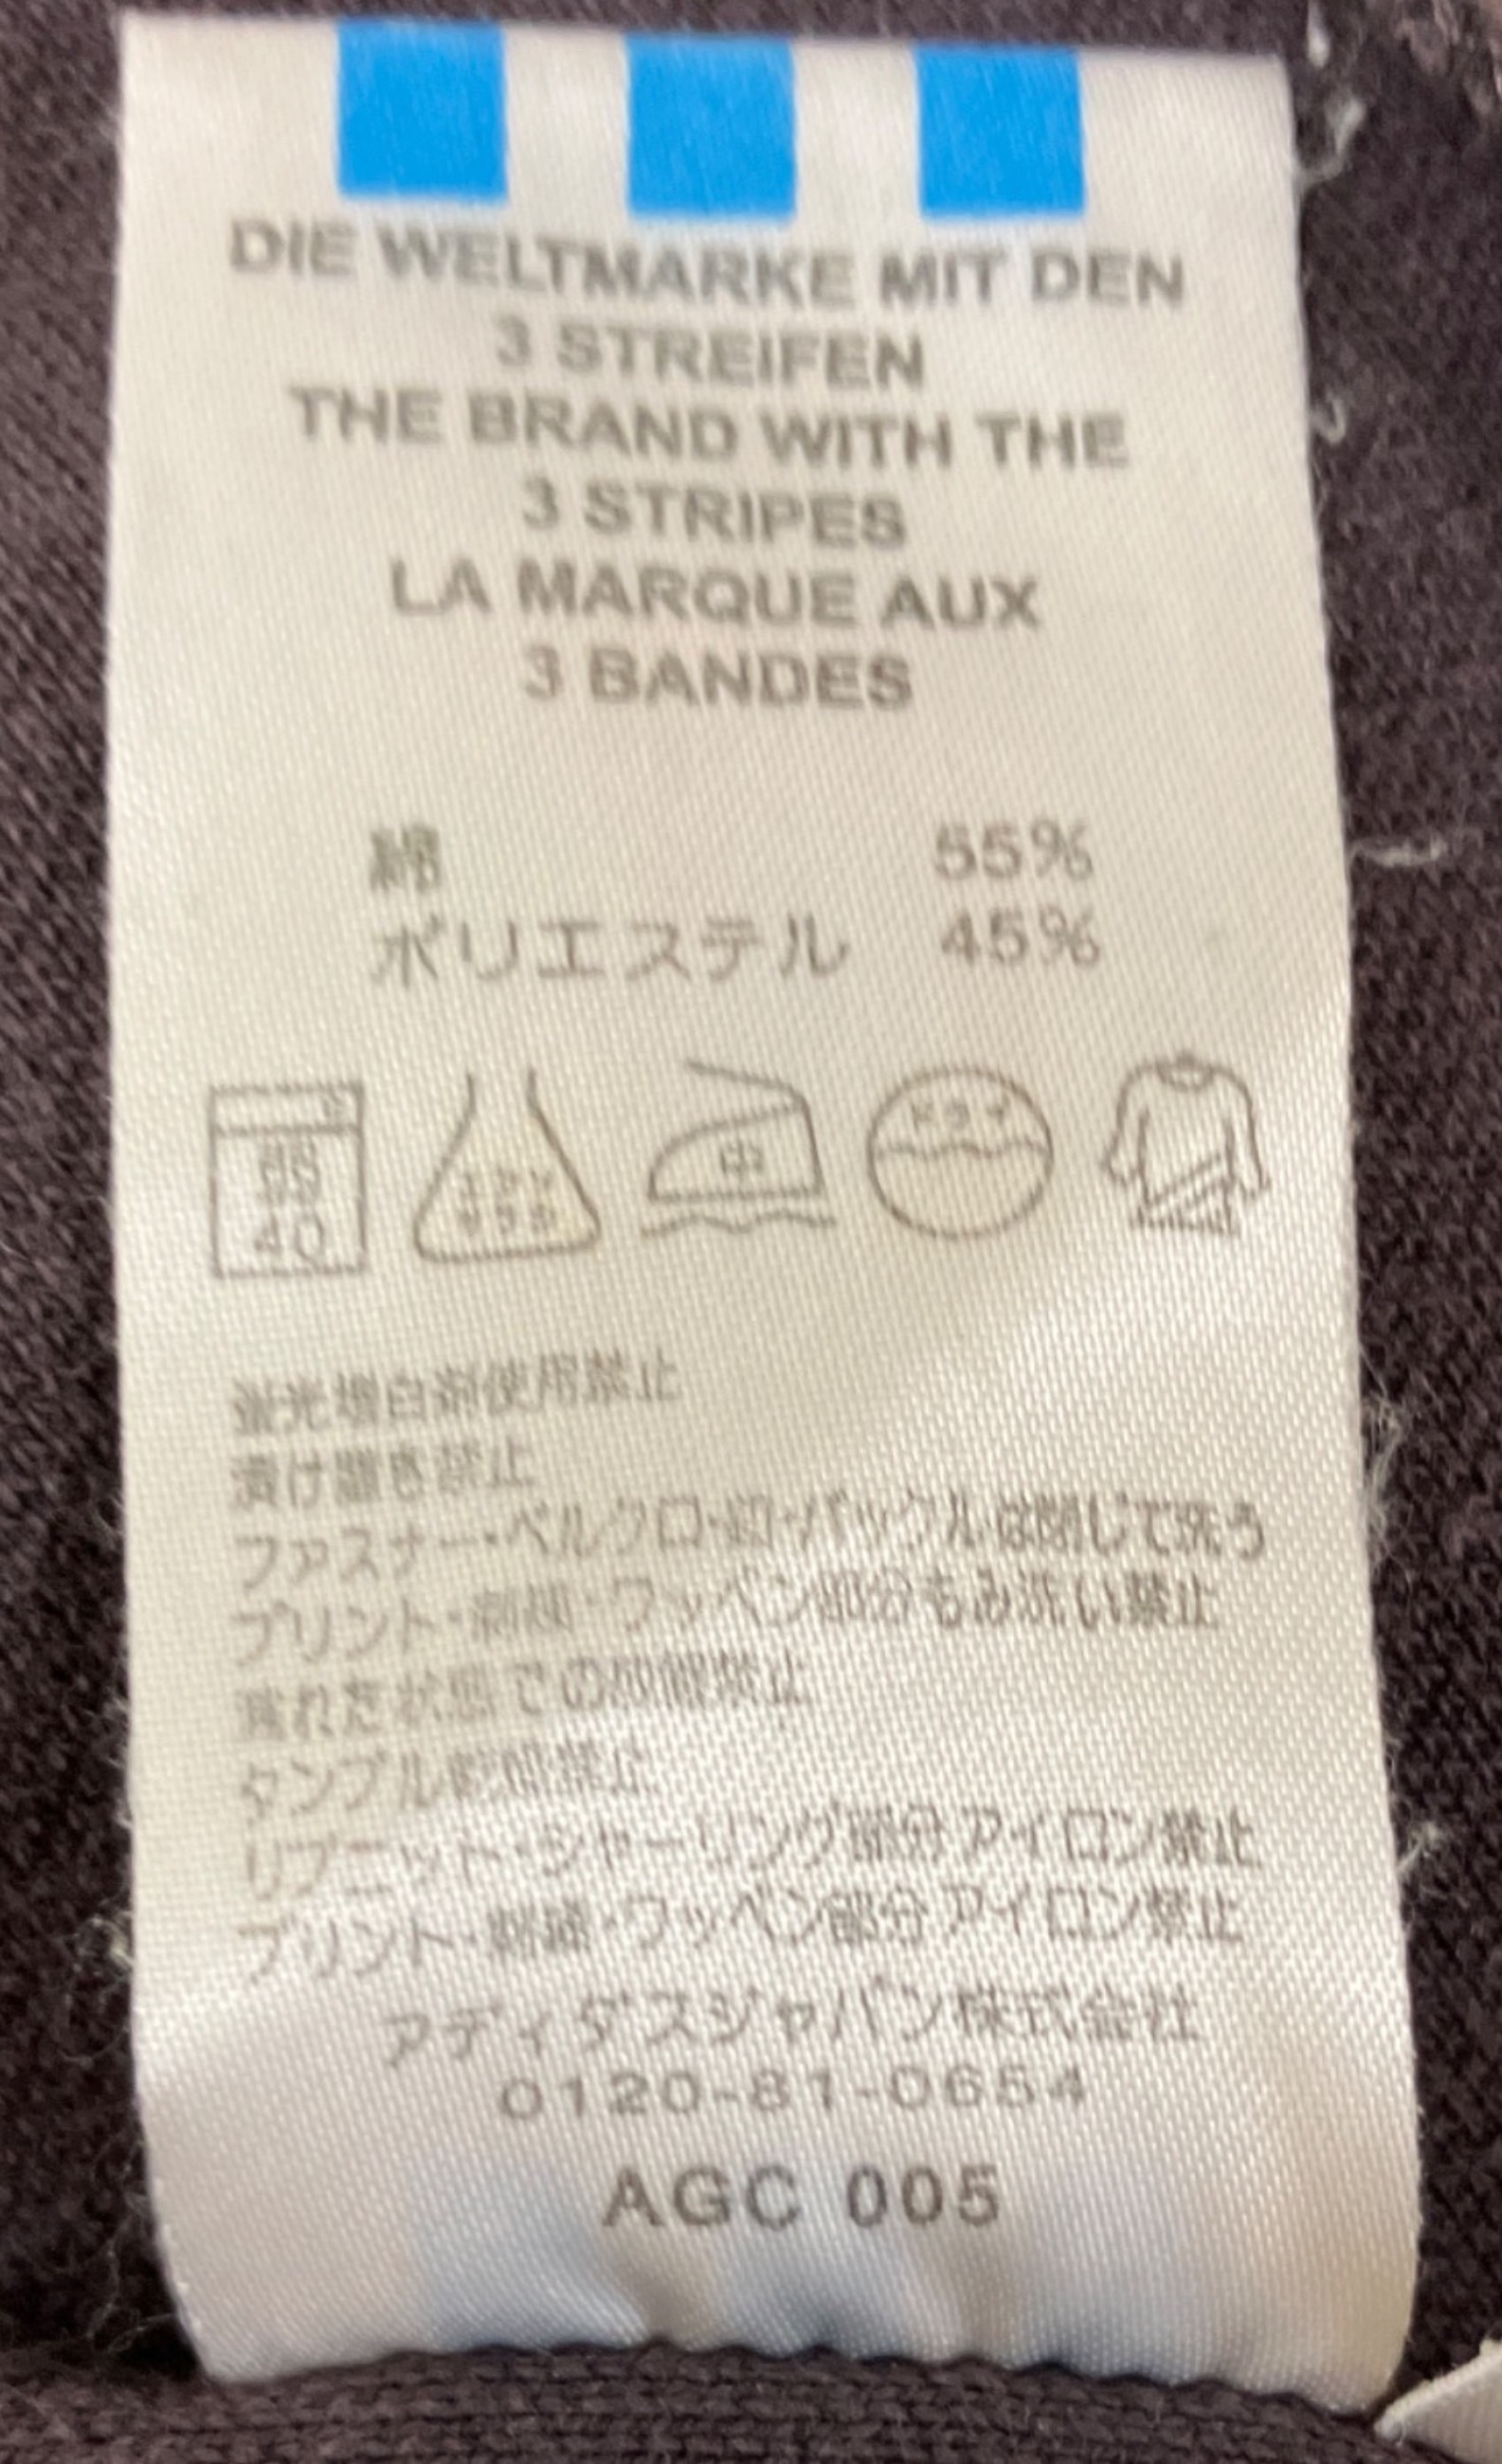 DIE WELTMARKE MIT DEN
3 STREIFEN
THE BRAND WITH THE
3 STRIPES
LA MARQUE AUX
3 BANDES
綿 55%
ポリエステル 45%
40
エンソ
サラシ
中
ドライ
蛍光増白剤使用禁止
漬け置き禁止
ファスナー・ベルクロ・釦・バックルは閉じて洗う
プリント・刺繍・ワッペン部分もみ洗い禁止
濡れた状態での放置禁止
タンブル乾燥禁止
リブニット・シャーリング部分アイロン禁止
プリント・刺繍・ワッペン部分アイロン禁止
アディダスジャパン株式会社
0120-81-0654
AGC 005